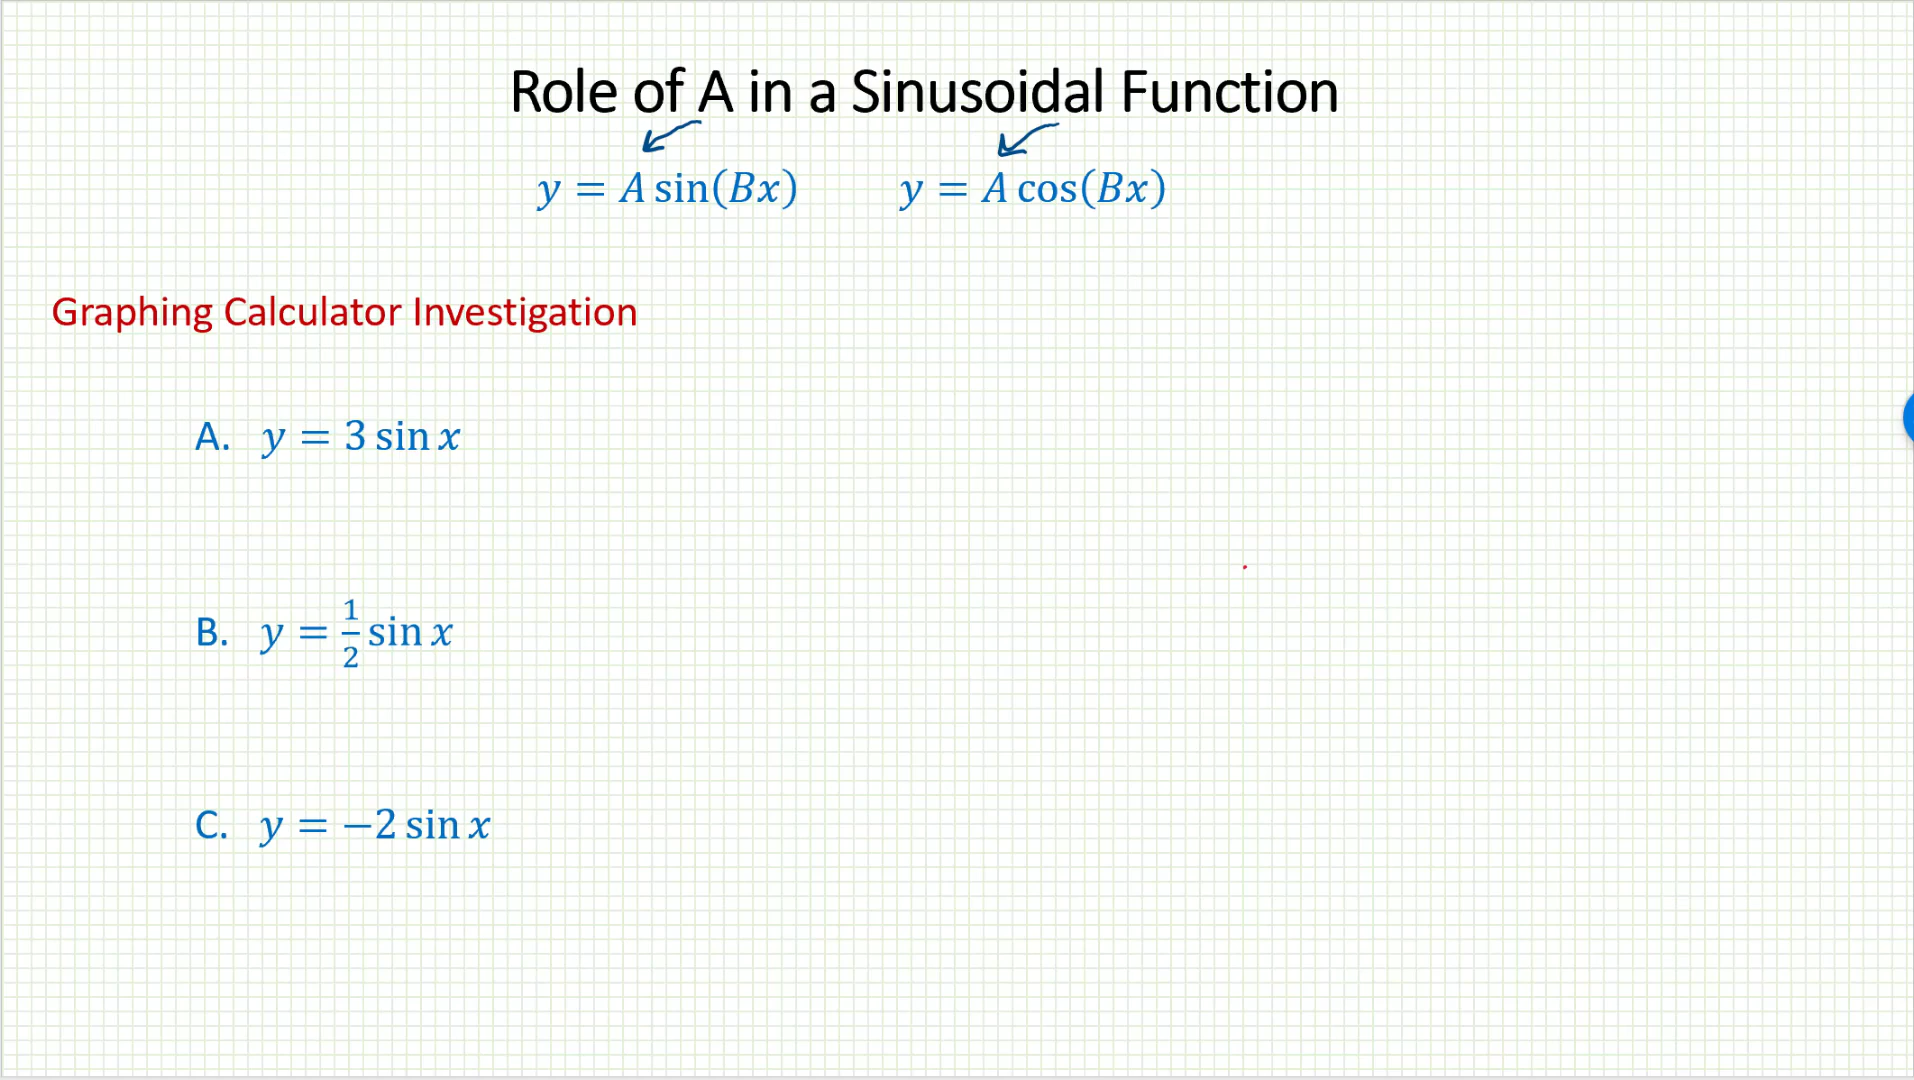 Role of A in a Sinusoidal Function
y = A sin(Bx) y = A cos(Bx)
Graphing Calculator Investigation
A. y = 3 sin x
B. y = 1/2 sin x
C. y = −2 sin x